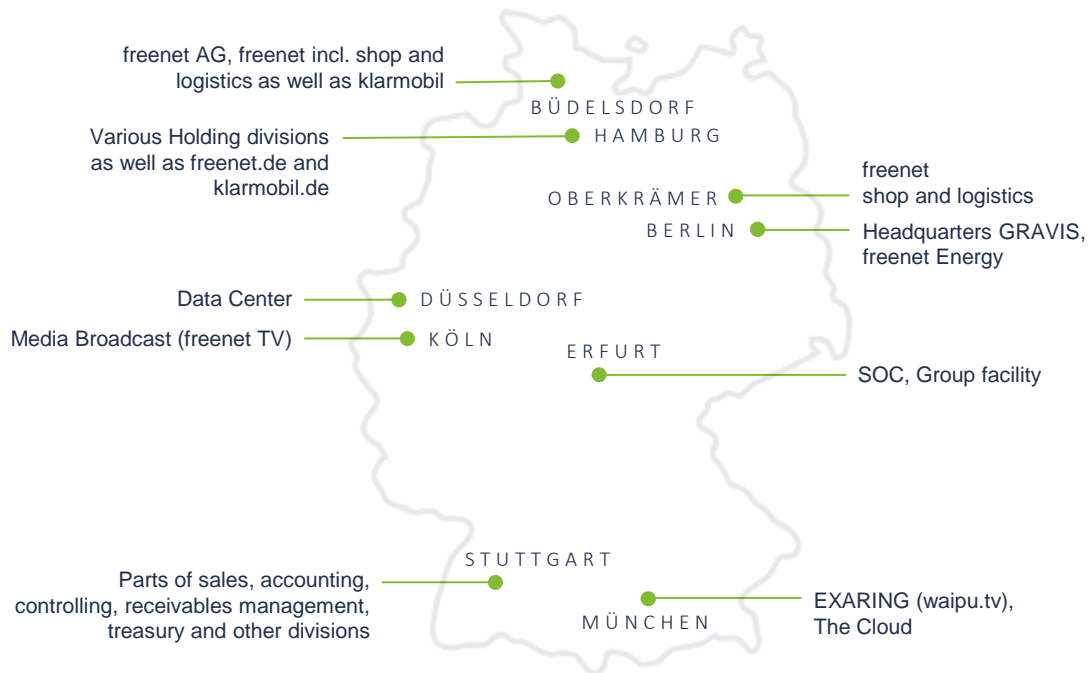 freenet AG, freenet incl. shop and
logistics as well as klarmobil
BÜDELSDORF
Various Holding divisions
as well as freenet.de and
klarmobil.de
HAMBURG
freenet
shop and logistics
OBERKRÄMER
BERLIN
Headquarters GRAVIS,
freenet Energy
Data Center
DÜSSELDORF
Media Broadcast (freenet TV)
KÖLN
ERFURT
SOC, Group facility
STUTTGART
Parts of sales, accounting,
controlling, receivables management,
treasury and other divisions
MÜNCHEN
EXARING (waipu.tv),
The Cloud